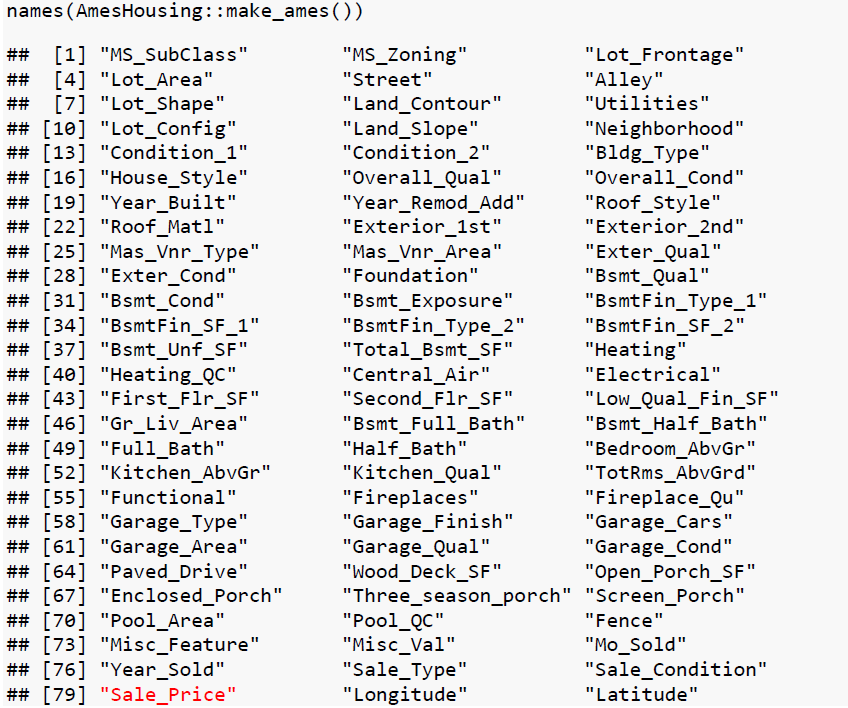 names(AmesHousing::make_ames())
##  [1] "MS_SubClass"        "MS_Zoning"          "Lot_Frontage"
##  [4] "Lot_Area"           "Street"             "Alley"
##  [7] "Lot_Shape"          "Land_Contour"       "Utilities"
## [10] "Lot_Config"         "Land_Slope"         "Neighborhood"
## [13] "Condition_1"        "Condition_2"        "Bldg_Type"
## [16] "House_Style"        "Overall_Qual"       "Overall_Cond"
## [19] "Year_Built"         "Year_Remod_Add"     "Roof_Style"
## [22] "Roof_Matl"          "Exterior_1st"       "Exterior_2nd"
## [25] "Mas_Vnr_Type"       "Mas_Vnr_Area"       "Exter_Qual"
## [28] "Exter_Cond"         "Foundation"         "Bsmt_Qual"
## [31] "Bsmt_Cond"          "Bsmt_Exposure"      "BsmtFin_Type_1"
## [34] "BsmtFin_SF_1"       "BsmtFin_Type_2"     "BsmtFin_SF_2"
## [37] "Bsmt_Unf_SF"        "Total_Bsmt_SF"      "Heating"
## [40] "Heating_QC"         "Central_Air"        "Electrical"
## [43] "First_Flr_SF"       "Second_Flr_SF"      "Low_Qual_Fin_SF"
## [46] "Gr_Liv_Area"        "Bsmt_Full_Bath"     "Bsmt_Half_Bath"
## [49] "Full_Bath"          "Half_Bath"          "Bedroom_AbvGr"
## [52] "Kitchen_AbvGr"      "Kitchen_Qual"       "TotRms_AbvGrd"
## [55] "Functional"         "Fireplaces"         "Fireplace_Qu"
## [58] "Garage_Type"        "Garage_Finish"      "Garage_Cars"
## [61] "Garage_Area"        "Garage_Qual"        "Garage_Cond"
## [64] "Paved_Drive"        "Wood_Deck_SF"       "Open_Porch_SF"
## [67] "Enclosed_Porch"     "Three_season_porch" "Screen_Porch"
## [70] "Pool_Area"          "Pool_QC"            "Fence"
## [73] "Misc_Feature"       "Misc_Val"           "Mo_Sold"
## [76] "Year_Sold"          "Sale_Type"          "Sale_Condition"
## [79] "Sale_Price"         "Longitude"          "Latitude"